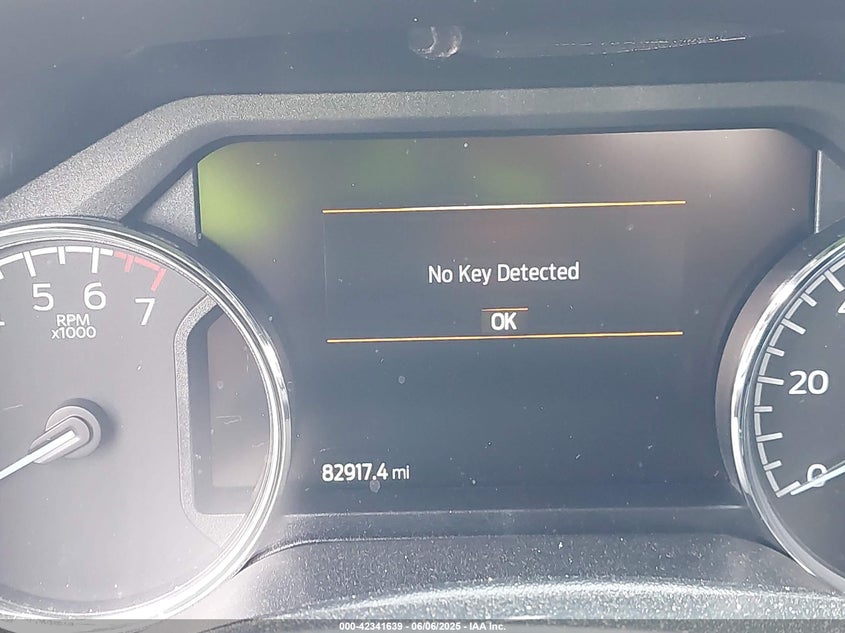 No Key Detected
OK
5 6 7
RPM
x1000
20
0
82917.4 mi
000-42341639 - 06/06/2025 - IAA Inc.